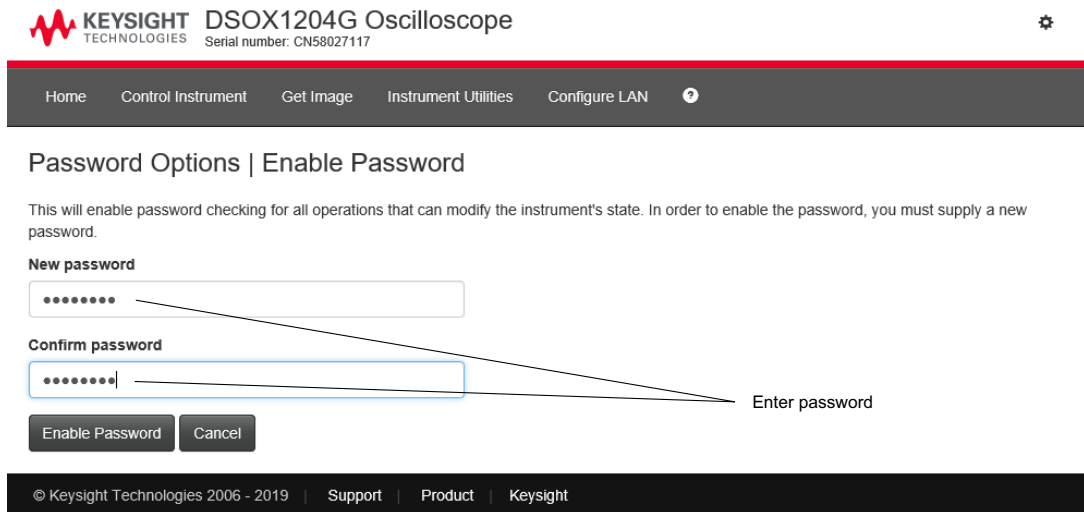 KEYSIGHT
TECHNOLOGIES
DSOX1204G Oscilloscope
Serial number: CN58027117
Home Control Instrument Get Image Instrument Utilities Configure LAN ?
Password Options | Enable Password
This will enable password checking for all operations that can modify the instrument's state. In order to enable the password, you must supply a new
password.
New password
●●●●●●●●
Confirm password
●●●●●●●●
Enter password
Enable Password Cancel
© Keysight Technologies 2006 - 2019 | Support | Product | Keysight